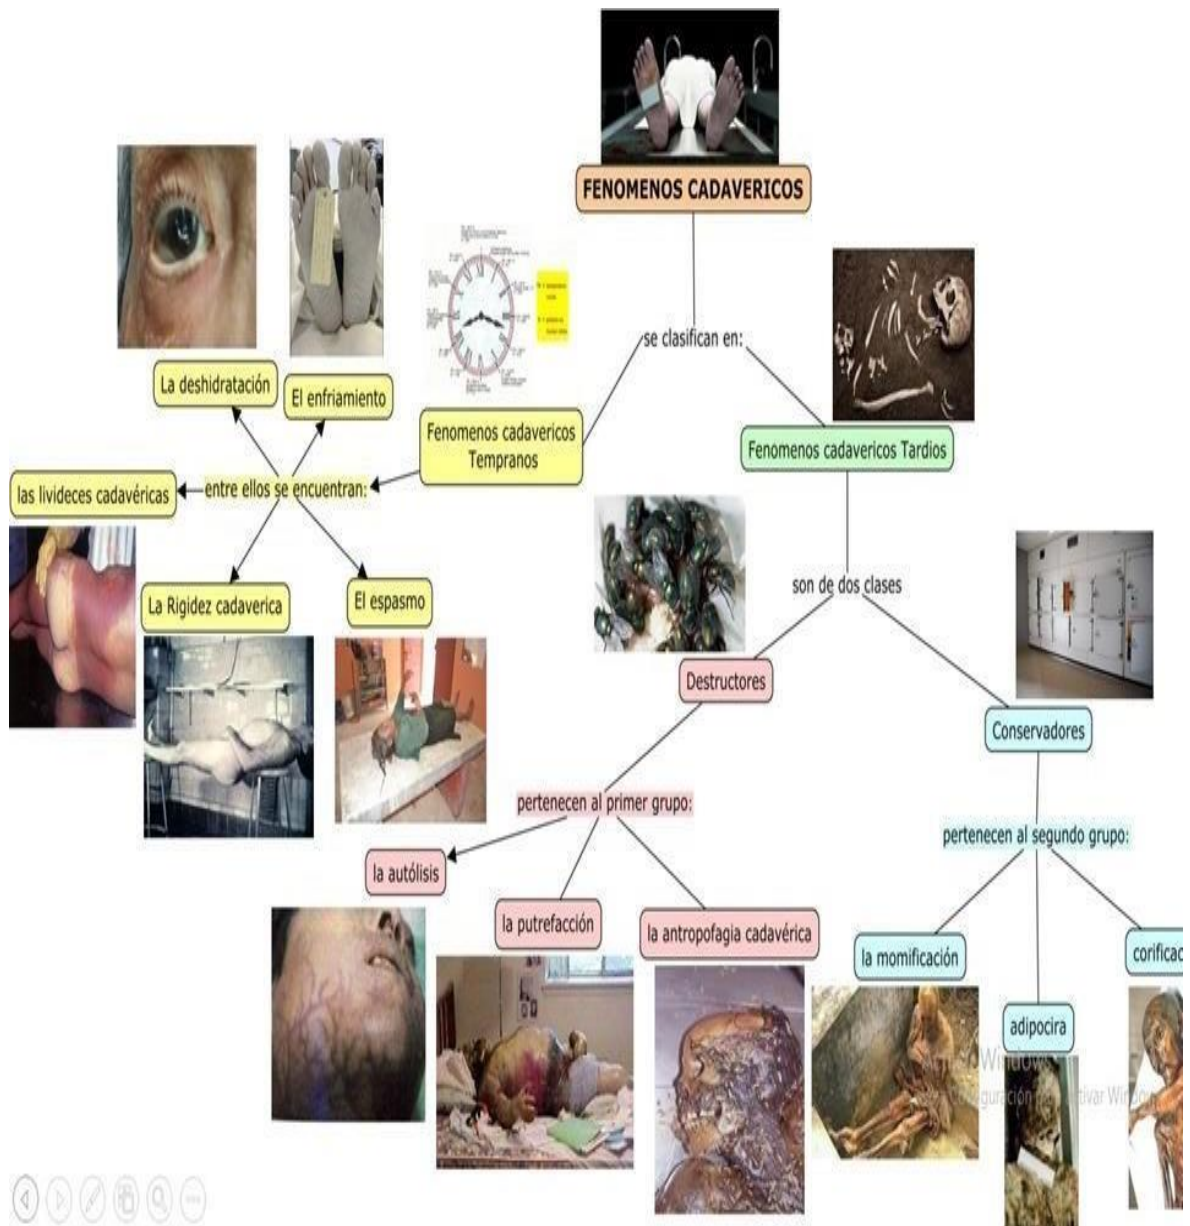 FENOMENOS CADAVERICOS
se clasifican en:
Fenomenos cadavericos
Tempranos
entre ellos se encuentran:
La deshidratación
El enfriamiento
las livideces cadavéricas
La Rigidez cadaverica
El espasmo
Fenomenos cadavericos Tardios
son de dos clases
Destructores
pertenecen al primer grupo:
la autólisis
la putrefacción
la antropofagia cadavérica
Conservadores
pertenecen al segundo grupo:
la momificación
adipocira
corificac